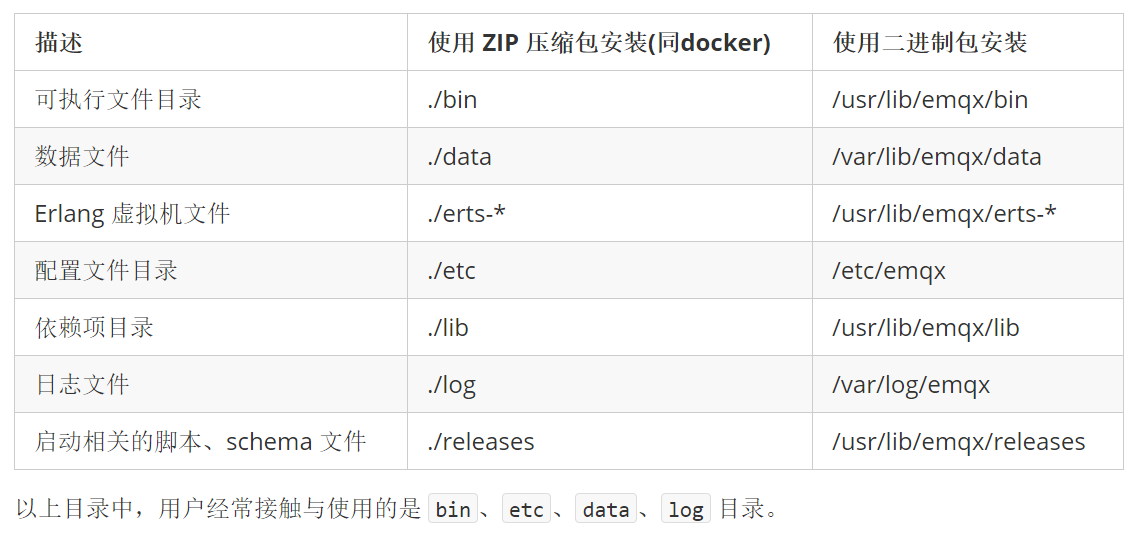 描述 使用 ZIP 压缩包安装(同docker) 使用二进制包安装
可执行文件目录 ./bin /usr/lib/emqx/bin
数据文件 ./data /var/lib/emqx/data
Erlang 虚拟机文件 ./erts-* /usr/lib/emqx/erts-*
配置文件目录 ./etc /etc/emqx
依赖项目录 ./lib /usr/lib/emqx/lib
日志文件 ./log /var/log/emqx
启动相关的脚本、schema 文件 ./releases /usr/lib/emqx/releases
以上目录中，用户经常接触与使用的是 bin、etc、data、log 目录。